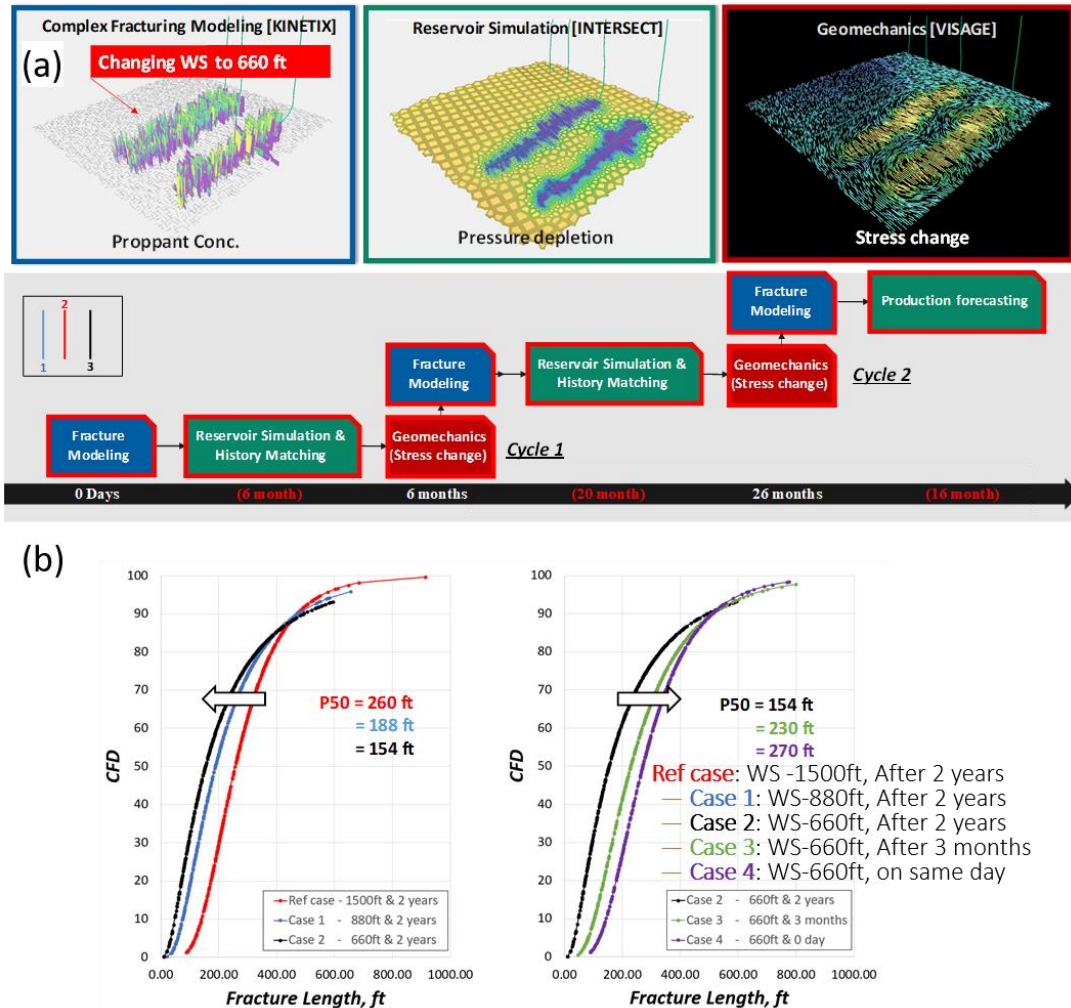 Complex Fracturing Modeling [KINETIX]
(a)
Changing WS to 660 ft
Proppant Conc.
Reservoir Simulation [INTERSECT]
Pressure depletion
Geomechanics [VISAGE]
Stress change
2
1
3
Fracture
Modeling
Production forecasting
Fracture
Modeling
Reservoir Simulation &
History Matching
Geomechanics
(Stress change)
Cycle 2
Fracture
Modeling
Reservoir Simulation &
History Matching
Geomechanics
(Stress change)
Cycle 1
0 Days
(6 month)
6 months
(20 month)
26 months
(16 month)
(b)
CFD
100
90
80
70
60
50
40
30
20
10
0
P50 = 260 ft
= 188 ft
= 154 ft
Ref case - 1500ft & 2 years
Case 1 - 880ft & 2 years
Case 2 - 660ft & 2 years
0.00 200.00 400.00 600.00 800.00 1000.00
Fracture Length, ft
CFD
100
90
80
70
60
50
40
30
20
10
0
P50 = 154 ft
= 230 ft
= 270 ft
Ref case: WS -1500ft, After 2 years
— Case 1: WS-880ft, After 2 years
— Case 2: WS-660ft, After 2 years
— Case 3: WS-660ft, After 3 months
— Case 4: WS-660ft, on same day
Case 2 - 660ft & 2 years
Case 3 - 660ft & 3 months
Case 4 - 660ft & 0 day
0.00 200.00 400.00 600.00 800.00 1000.00
Fracture Length, ft